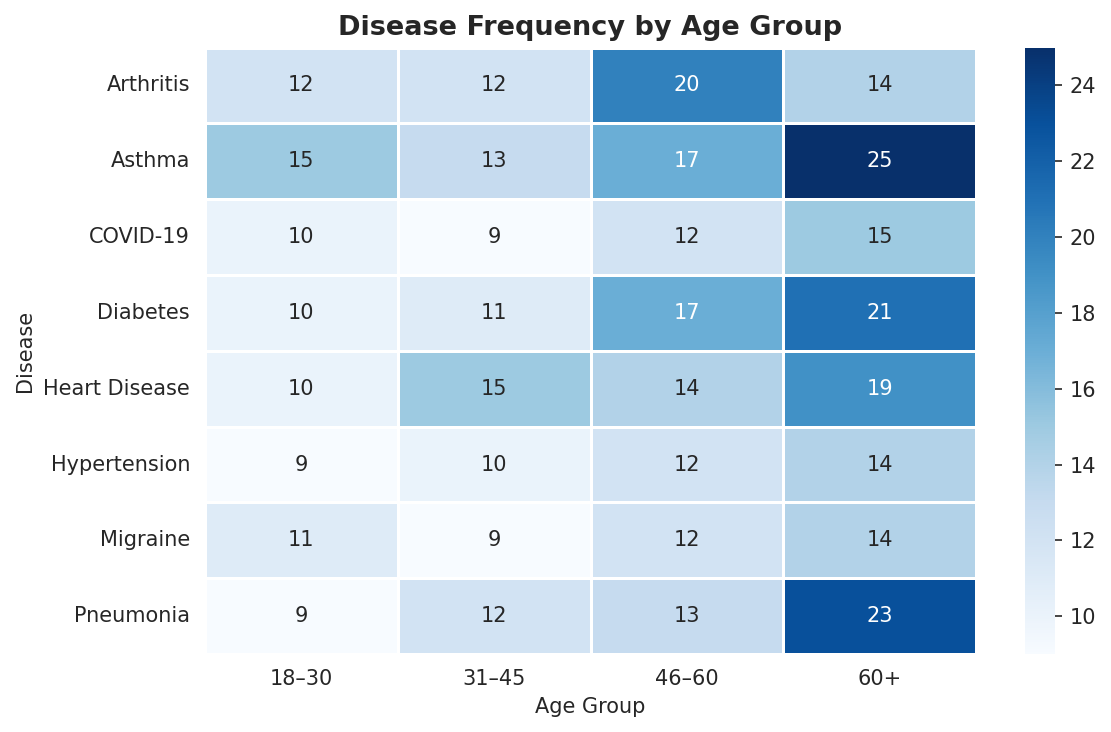 Disease Frequency by Age Group
Arthritis 12 12 20 14
Asthma 15 13 17 25
COVID-19 10 9 12 15
Diabetes 10 11 17 21
Heart Disease 10 15 14 19
Hypertension 9 10 12 14
Migraine 11 9 12 14
Pneumonia 9 12 13 23
18–30 31–45 46–60 60+
Age Group
Disease
24
22
20
18
16
14
12
10